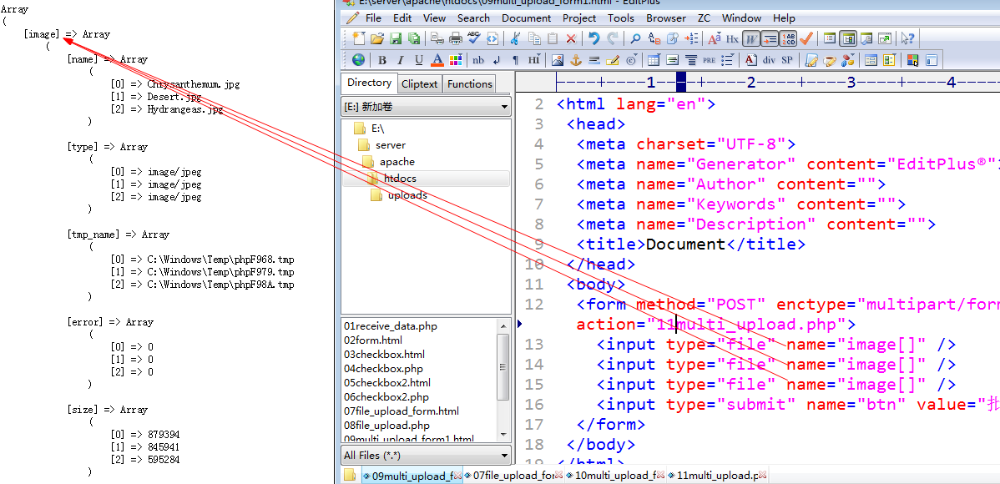 Array
(
[image] => Array
(
[name] => Array
(
[0] => Chrysanthemum.jpg
[1] => Desert.jpg
[2] => Hydrangeas.jpg
)
[type] => Array
(
[0] => image/jpeg
[1] => image/jpeg
[2] => image/jpeg
)
[tmp_name] => Array
(
[0] => C:\Windows\Temp\phpF968.tmp
[1] => C:\Windows\Temp\phpF979.tmp
[2] => C:\Windows\Temp\phpF98A.tmp
)
[error] => Array
(
[0] => 0
[1] => 0
[2] => 0
)
[size] => Array
(
[0] => 879394
[1] => 845941
[2] => 595284
)
E:\server\apache\htdocs\09multi_upload_form1.html - EditPlus
File Edit View Search Document Project Tools Browser ZC Window Help
Hx W
B I U A nb ¶ HI PRE A div SP
Directory Cliptext Functions
[E:] 新加卷
E:\
server
apache
htdocs
uploads
01receive_data.php
02form.html
03checkbox.html
04checkbox.php
05checkbox2.html
06checkbox2.php
07file_upload_form.html
08file_upload.php
09multi_upload_form1.html
All Files (*.*)
----+----1----+----2----+----3----+----4----
2 <html lang="en">
3 <head>
4 <meta charset="UTF-8">
5 <meta name="Generator" content="EditPlus®"
6 <meta name="Author" content="">
7 <meta name="Keywords" content="">
8 <meta name="Description" content="">
9 <title>Document</title>
10 </head>
11 <body>
12 <form method="POST" enctype="multipart/for
action="11multi_upload.php">
13 <input type="file" name="image[]" />
14 <input type="file" name="image[]" />
15 <input type="file" name="image[]" />
16 <input type="submit" name="btn" value="批
17 </form>
18 </body>
19 </html>
09multi_upload_f 07file_upload_for 10multi_upload_f 11multi_upload.p